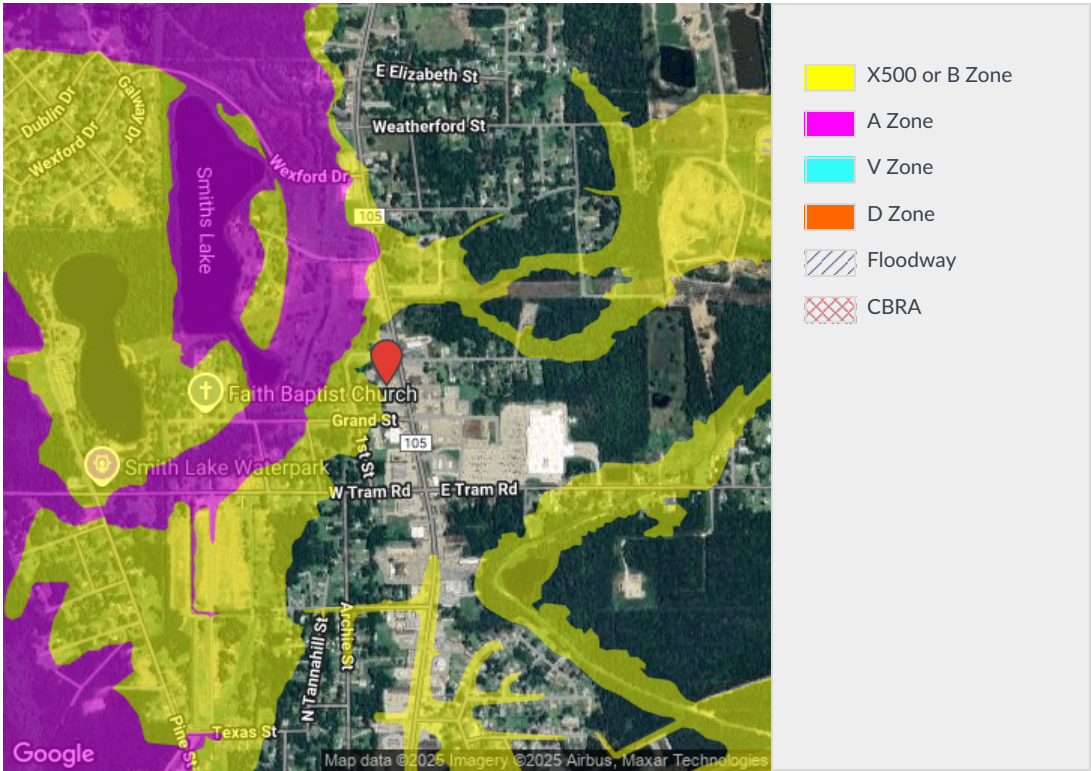 E Elizabeth St
Galway Dr
Dublin Dr
Weatherford St
Wexford Dr
Wexford Dr
Smiths Lake
105
Faith Baptist Church
Grand St
1st St
105
Smith Lake Waterpark
W Tram Rd
E Tram Rd
Archie St
N Tannahill St
Pine St
Texas St
Google
Map data ©2025 Imagery ©2025 Airbus, Maxar Technologies
X500 or B Zone
A Zone
V Zone
D Zone
Floodway
CBRA